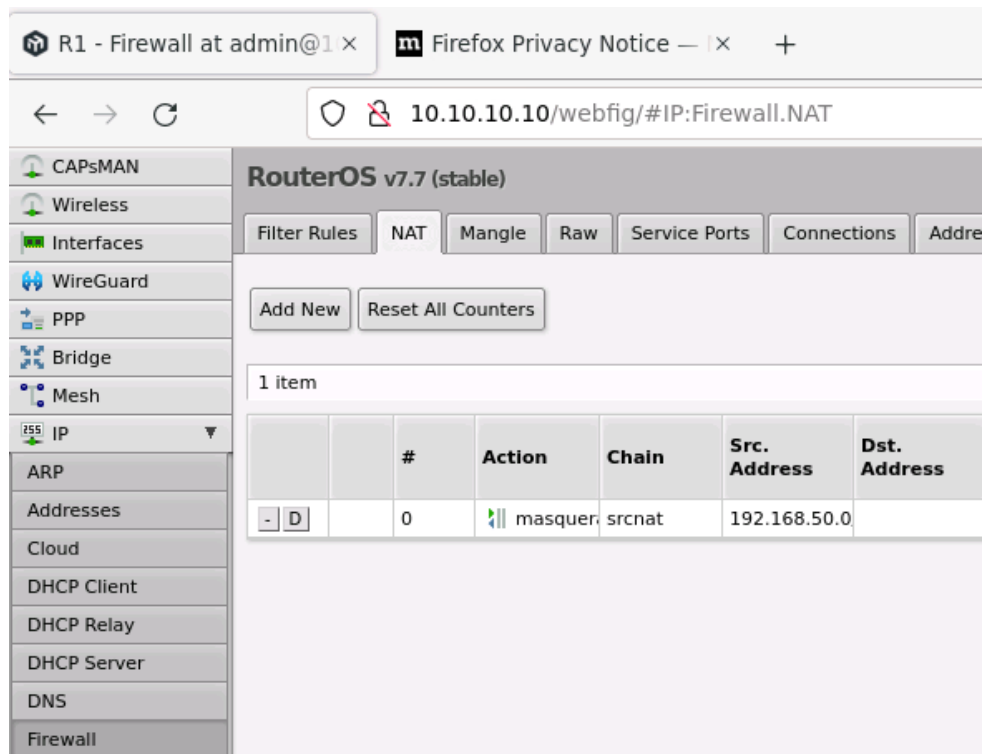 R1 - Firewall at admin@1
Firefox Privacy Notice —
10.10.10.10/webfig/#IP:Firewall.NAT
CAPsMAN
Wireless
Interfaces
WireGuard
PPP
Bridge
Mesh
255 IP
ARP
Addresses
Cloud
DHCP Client
DHCP Relay
DHCP Server
DNS
Firewall
RouterOS v7.7 (stable)
Filter Rules NAT Mangle Raw Service Ports Connections Addre
Add New Reset All Counters
1 item
# Action Chain Src. Address Dst. Address
- D 0 masquer srcnat 192.168.50.0